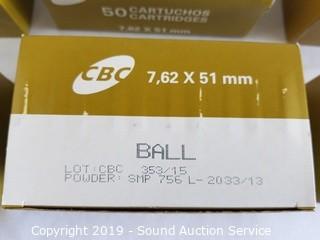 50 CARTUCHOS
CARTRIDGES
7,62 X 51 mm
CBC
7,62 X 51 mm
BALL
LOT:CBC 353/15
POWDER: SMP 756 L-2033/13
Copyright 2019 - Sound Auction Service